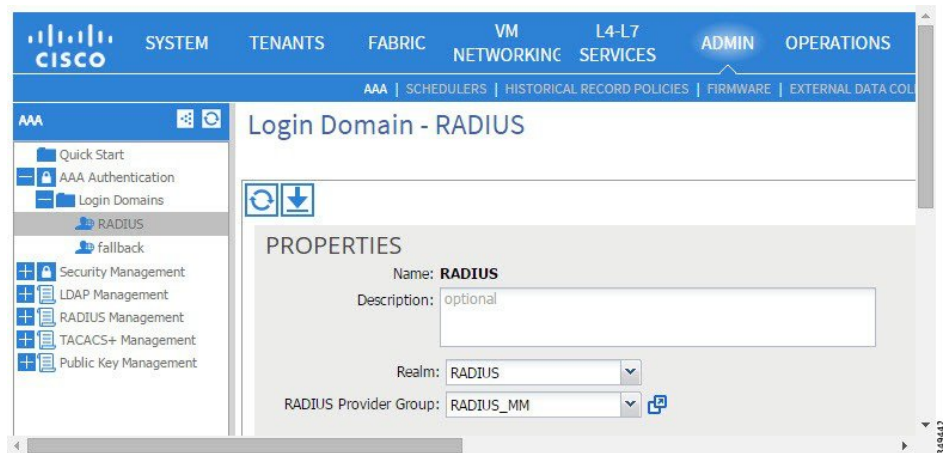 CISCO
SYSTEM
TENANTS
FABRIC
VM NETWORKING
L4-L7 SERVICES
ADMIN
OPERATIONS
AAA | SCHEDULERS | HISTORICAL RECORD POLICIES | FIRMWARE | EXTERNAL DATA COL
AAA
Quick Start
AAA Authentication
Login Domains
RADIUS
fallback
Security Management
LDAP Management
RADIUS Management
TACACS+ Management
Public Key Management
Login Domain - RADIUS
PROPERTIES
Name: RADIUS
Description: optional
Realm: RADIUS
RADIUS Provider Group: RADIUS_MM
349442